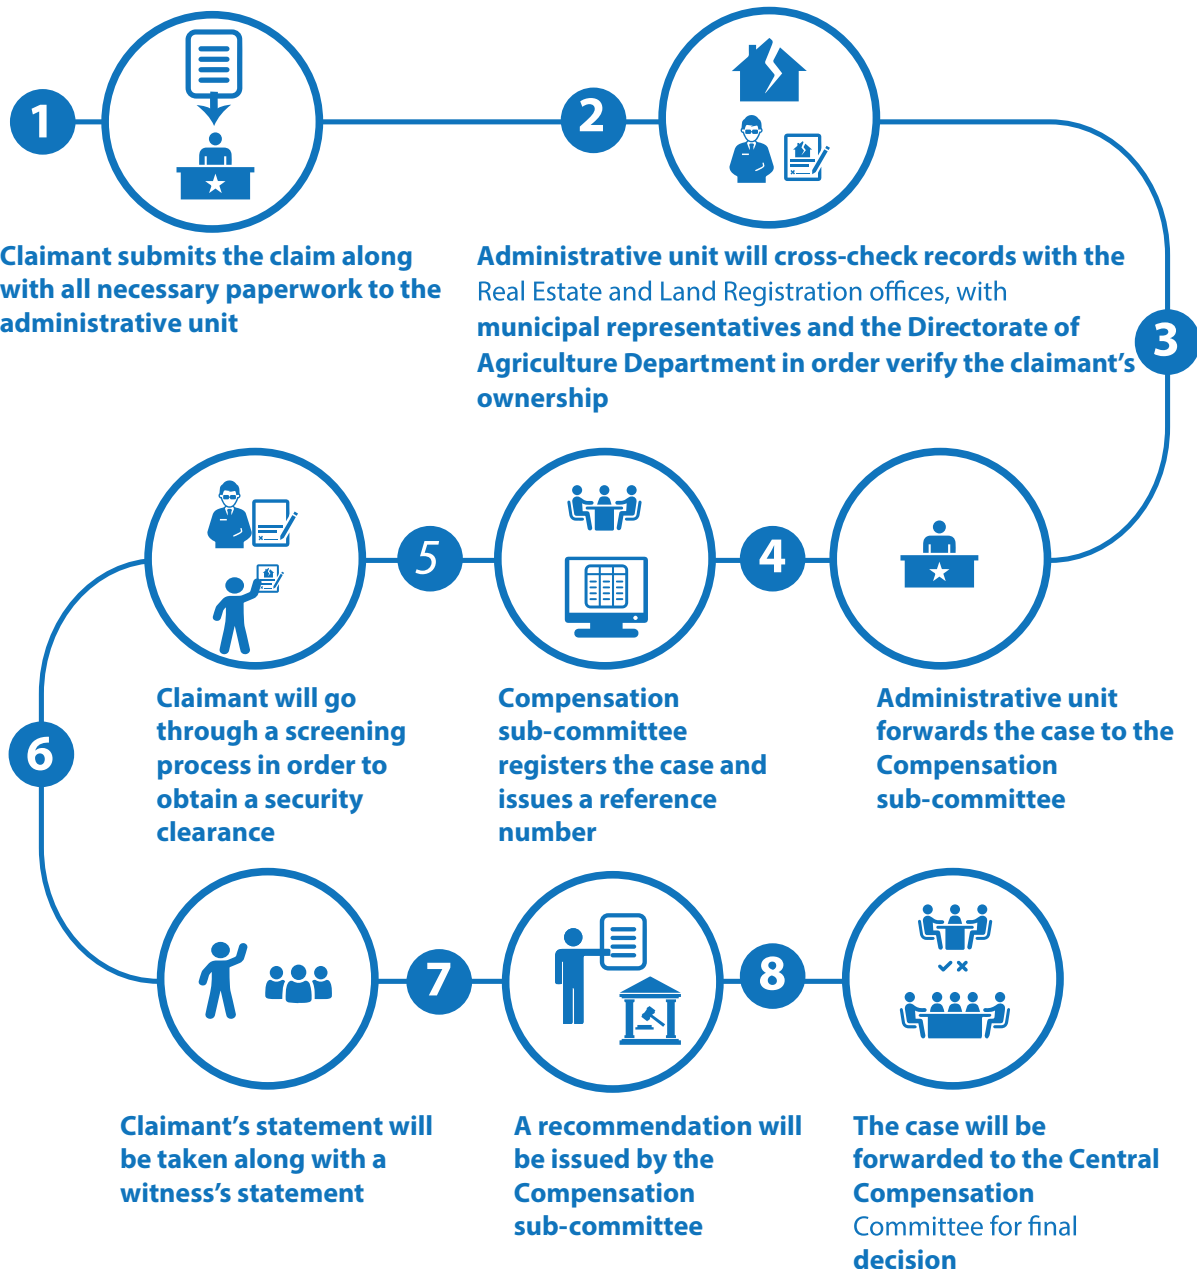 1
Claimant submits the claim along
with all necessary paperwork to the
administrative unit
2
Administrative unit will cross-check records with the
Real Estate and Land Registration offices, with
municipal representatives and the Directorate of
Agriculture Department in order verify the claimant’s
ownership
3
Administrative unit
forwards the case to the
Compensation
sub-committee
4
Compensation
sub-committee
registers the case and
issues a reference
number
5
Claimant will go
through a screening
process in order to
obtain a security
clearance
6
Claimant’s statement will
be taken along with a
witness’s statement
7
A recommendation will
be issued by the
Compensation
sub-committee
8
The case will be
forwarded to the Central
Compensation
Committee for final
decision